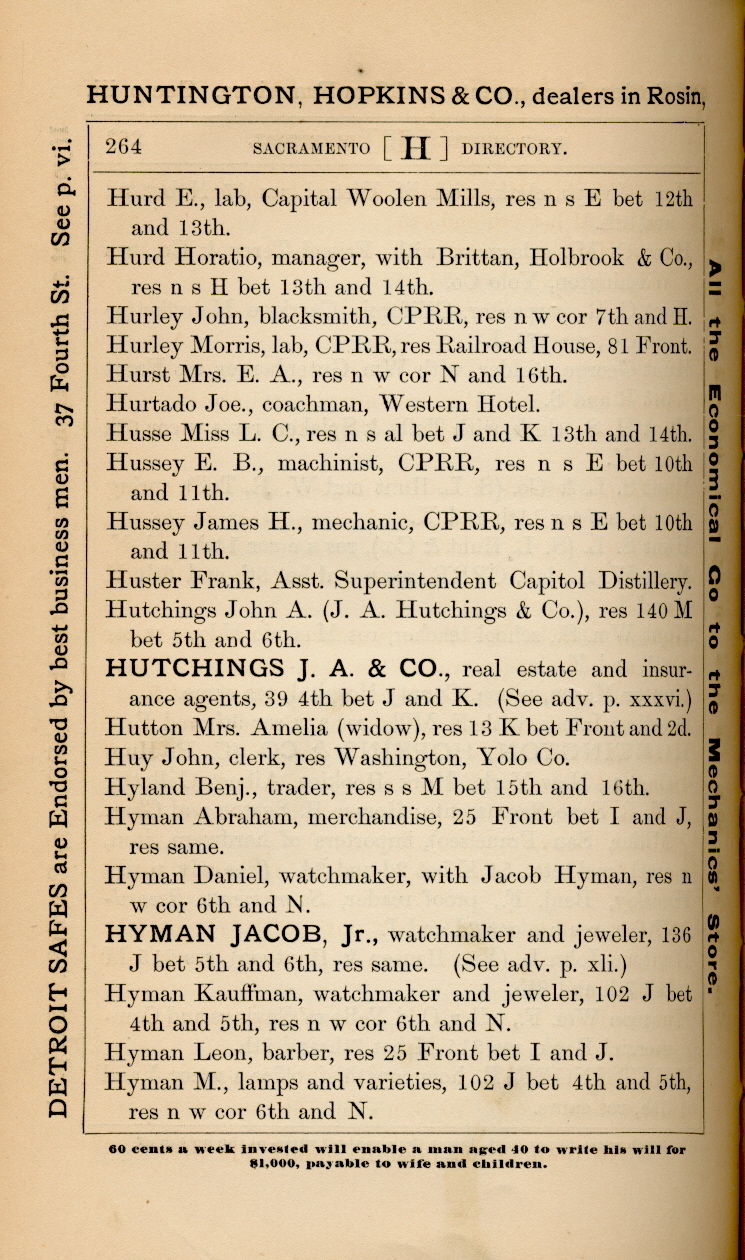 HUNTINGTON, HOPKINS & CO., dealers in Rosin,
264 SACRAMENTO [ H ] DIRECTORY.
Hurd E., lab, Capital Woolen Mills, res n s E bet 12th
and 13th.
Hurd Horatio, manager, with Brittan, Holbrook & Co.,
res n s H bet 13th and 14th.
Hurley John, blacksmith, CPRR, res n w cor 7th and H.
Hurley Morris, lab, CPRR, res Railroad House, 81 Front.
Hurst Mrs. E. A., res n w cor N and 16th.
Hurtado Joe., coachman, Western Hotel.
Husse Miss L. C., res n s al bet J and K 13th and 14th.
Hussey E. B., machinist, CPRR, res n s E bet 10th
and 11th.
Hussey James H., mechanic, CPRR, res n s E bet 10th
and 11th.
Huster Frank, Asst. Superintendent Capitol Distillery.
Hutchings John A. (J. A. Hutchings & Co.), res 140 M
bet 5th and 6th.
HUTCHINGS J. A. & CO., real estate and insur-
ance agents, 39 4th bet J and K. (See adv. p. xxxvi.)
Hutton Mrs. Amelia (widow), res 13 K bet Front and 2d.
Huy John, clerk, res Washington, Yolo Co.
Hyland Benj., trader, res s s M bet 15th and 16th.
Hyman Abraham, merchandise, 25 Front bet I and J,
res same.
Hyman Daniel, watchmaker, with Jacob Hyman, res n
w cor 6th and N.
HYMAN JACOB, Jr., watchmaker and jeweler, 136
J bet 5th and 6th, res same. (See adv. p. xli.)
Hyman Kauffman, watchmaker and jeweler, 102 J bet
4th and 5th, res n w cor 6th and N.
Hyman Leon, barber, res 25 Front bet I and J.
Hyman M., lamps and varieties, 102 J bet 4th and 5th,
res n w cor 6th and N.
60 cents a week invested will enable a man aged 40 to write his will for
$1,000, payable to wife and children.
DETROIT SAFES are Endorsed by best business men. 37 Fourth St. See p. vi.
All the Economical Go to the Mechanics' Store.